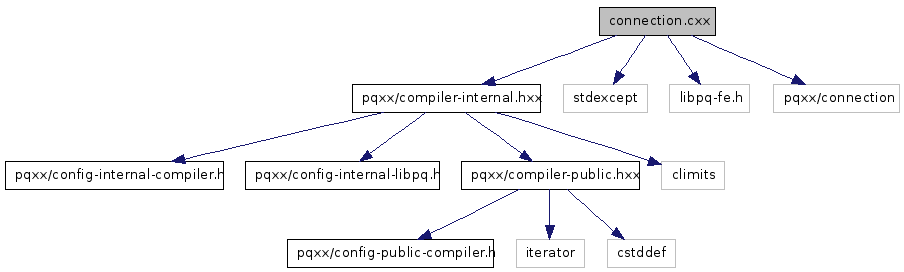 connection.cxx
pqxx/compiler-internal.hxx
stdexcept
libpq-fe.h
pqxx/connection
pqxx/config-internal-compiler.h
pqxx/config-internal-libpq.h
pqxx/compiler-public.hxx
climits
pqxx/config-public-compiler.h
iterator
cstddef